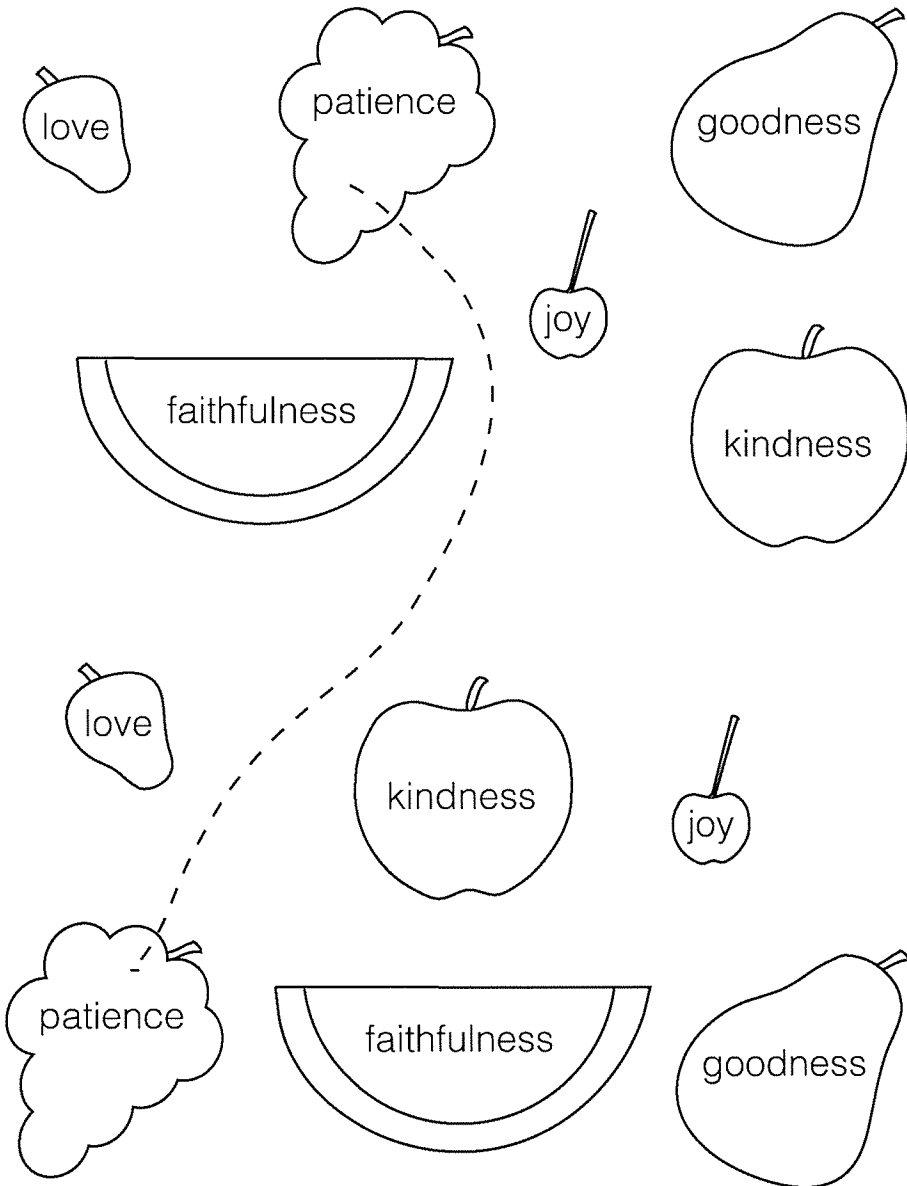 love
patience
goodness
joy
faithfulness
kindness
love
kindness
joy
patience
faithfulness
goodness